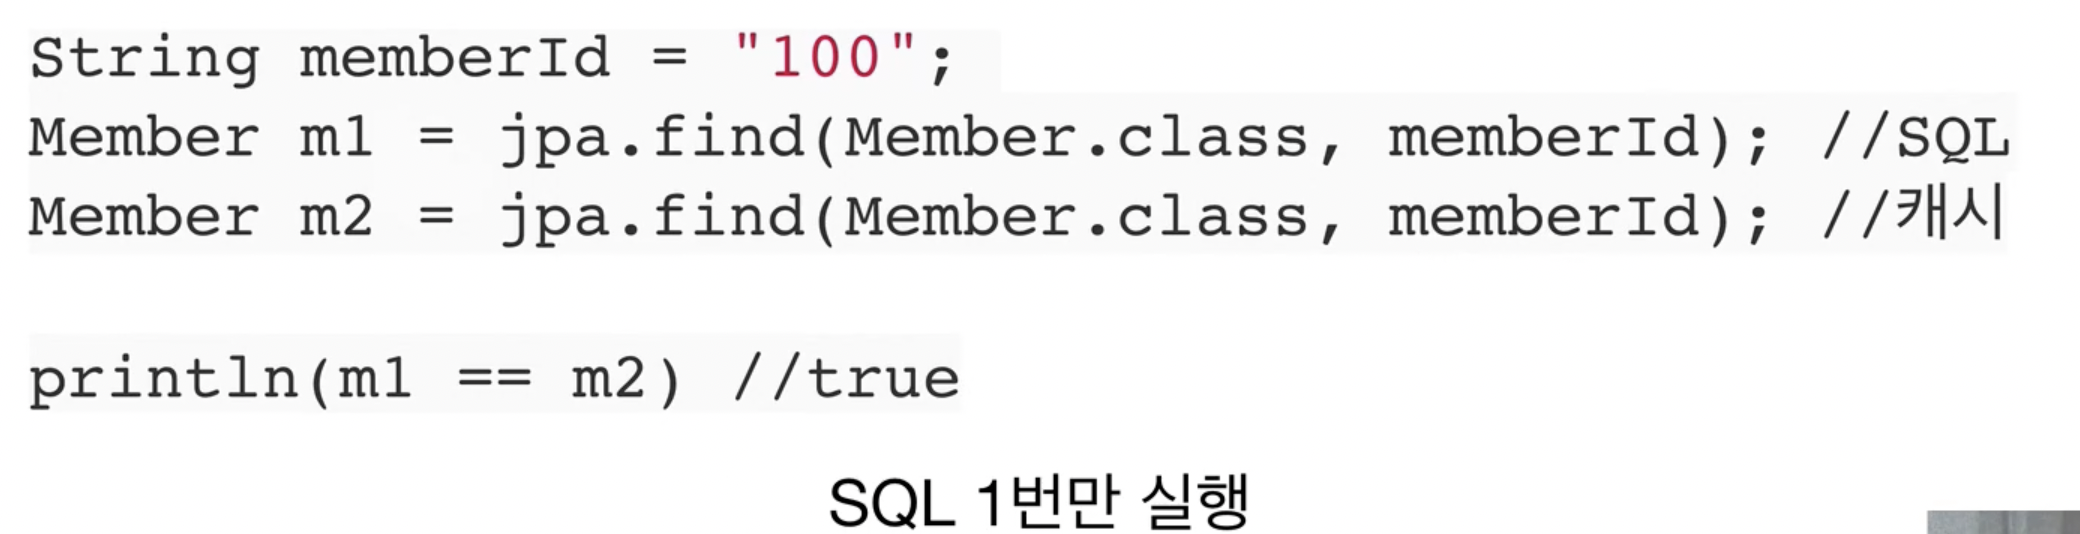 String memberId = "100";
Member m1 = jpa.find(Member.class, memberId); //SQL
Member m2 = jpa.find(Member.class, memberId); //캐시
println(m1 == m2) //true
SQL 1번만 실행